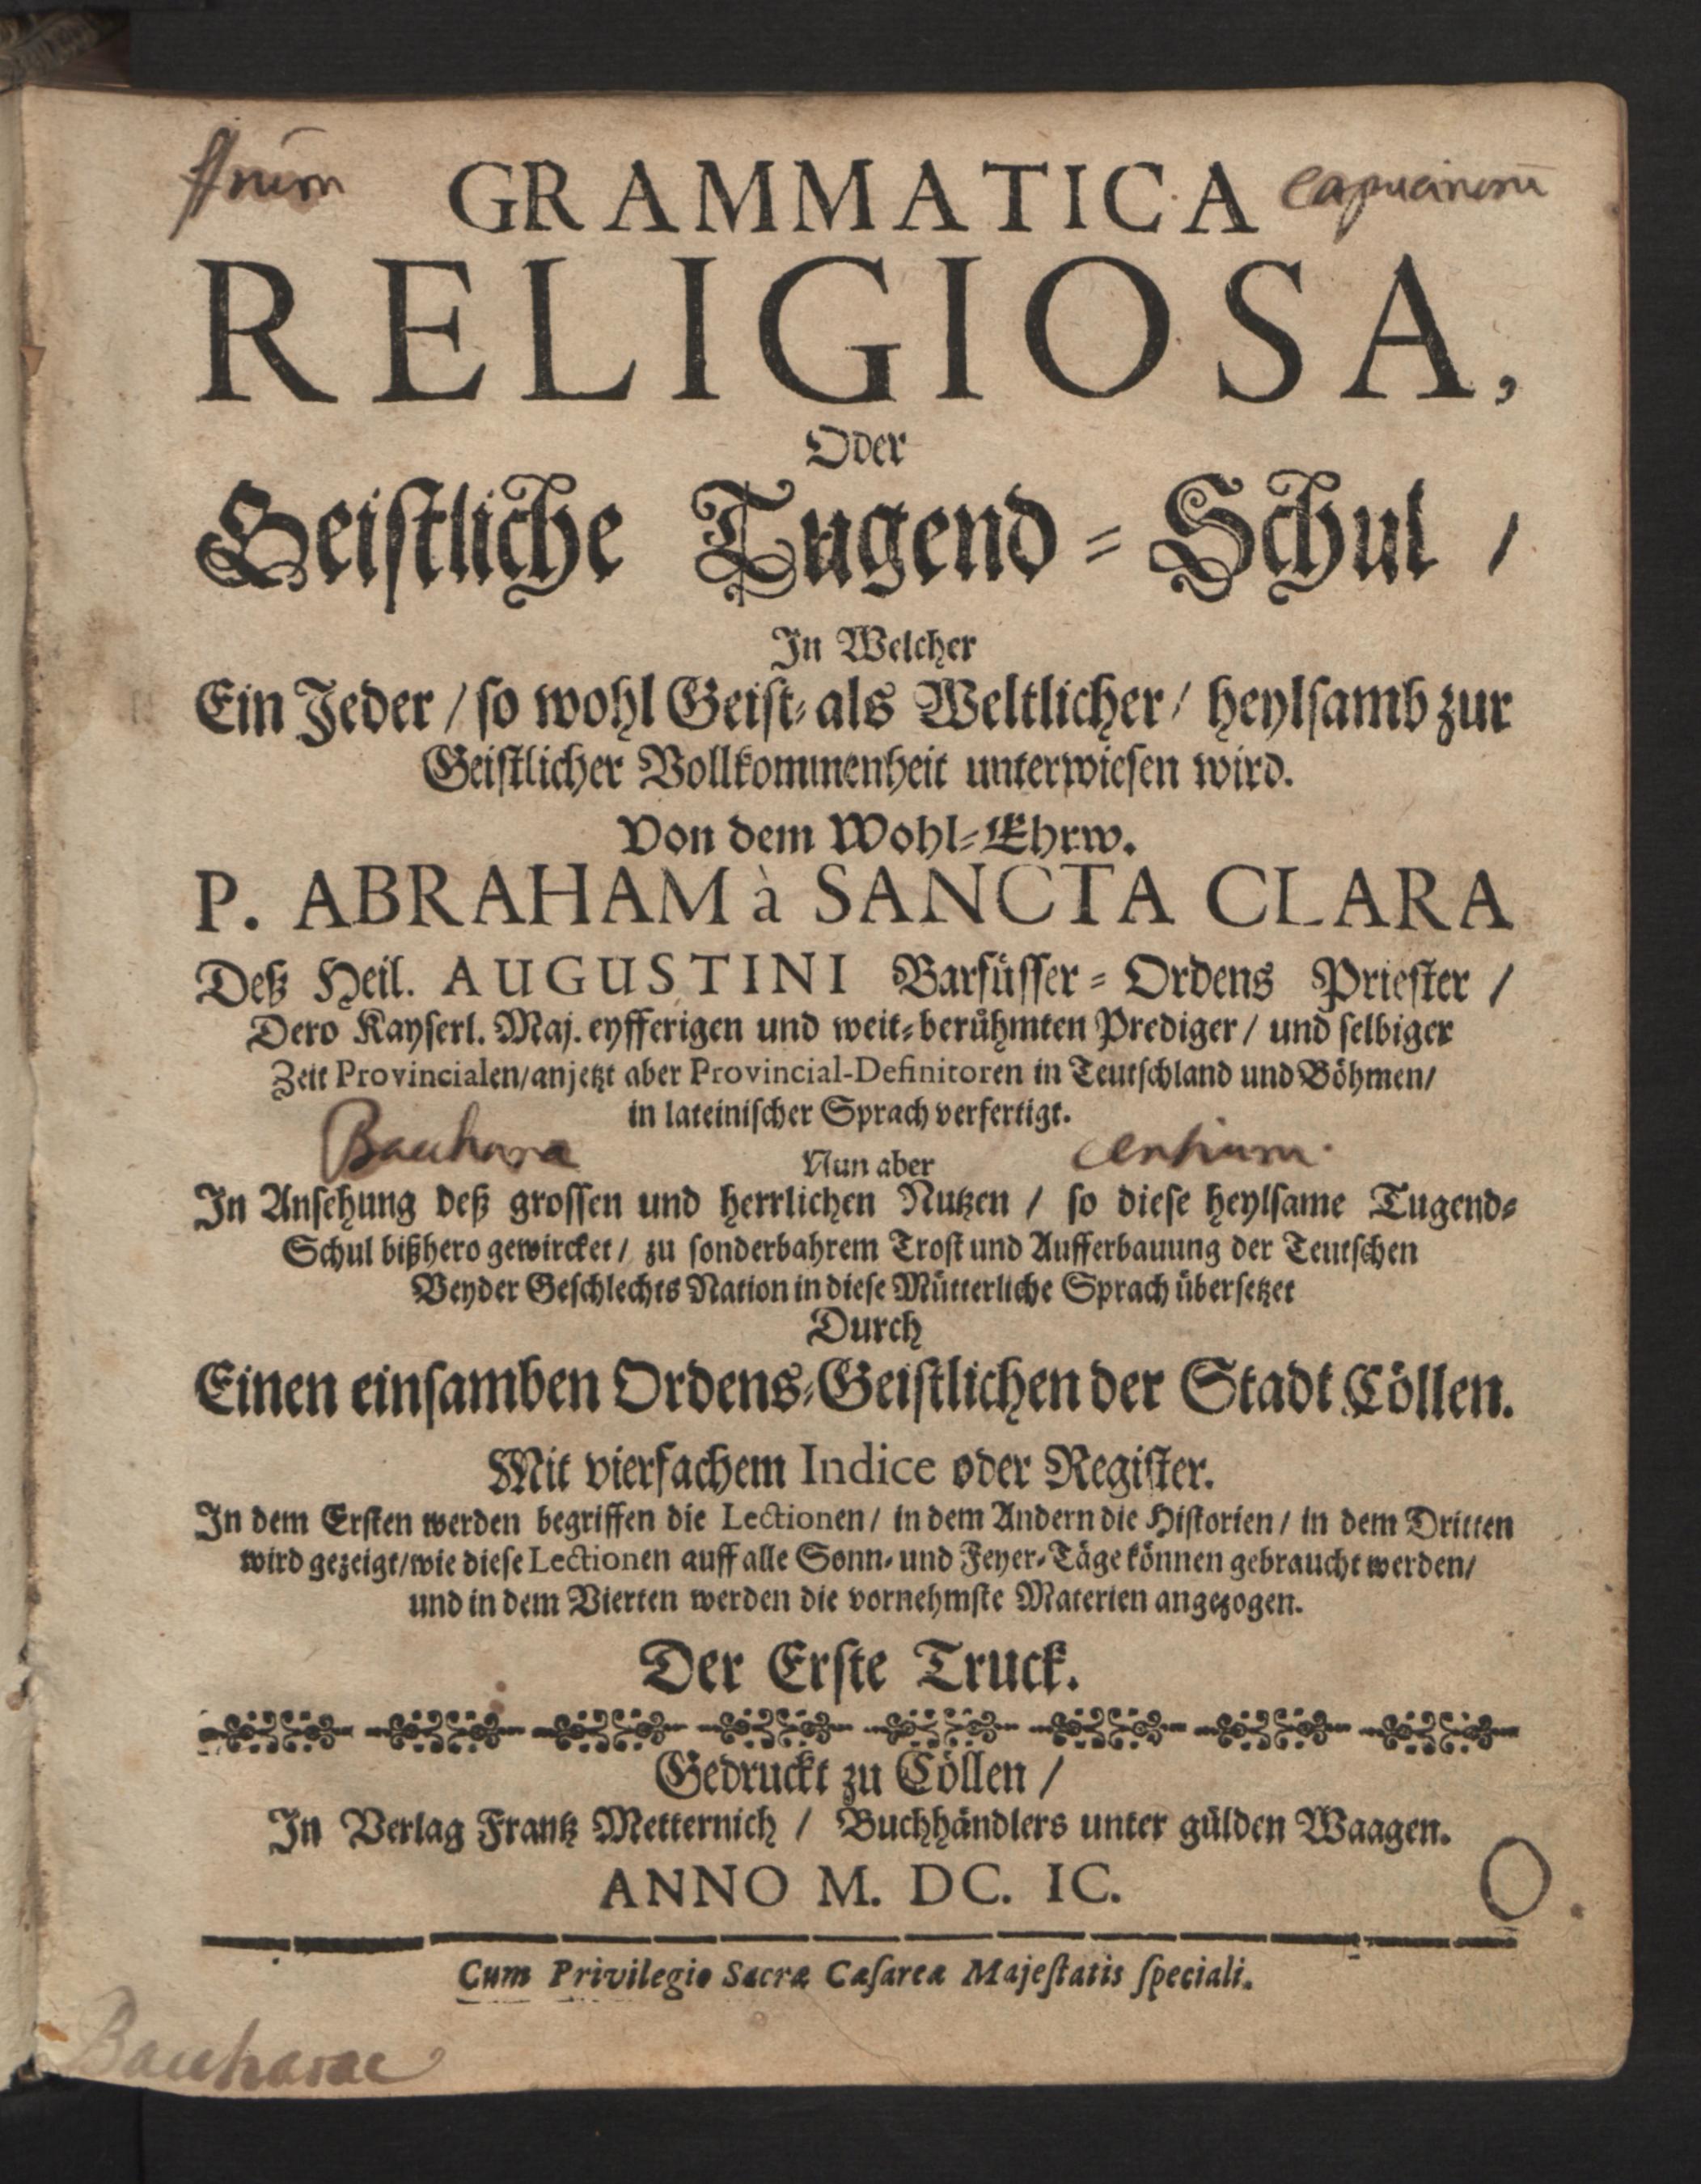 ffrum capucinorū
GRAMMATICA
RELIGIOSA,
Oder
Geistliche Tugend-Schul /
In Welcher
Ein Jeder / so wohl Geist- als Weltlicher / heylsamb zur
Geistlicher Vollkommenheit unterwiesen wird.
Von dem Wohl-Ehrw.
P. ABRAHAM à SANCTA CLARA
Deß Heil. AUGUSTINI Barfüsser-Ordens Priester /
Dero Kayserl. Maj. eyfferigen und weit-berühmten Prediger / und selbiger
Zeit Provincialen/anjetzt aber Provincial-Definitoren in Teutschland und Böhmen/
in lateinischer Sprach verfertigt.
Nun aber
In Ansehung deß grossen und herrlichen Nutzen / so diese heylsame Tugend-
Schul bißhero gewircket / zu sonderbahrem Trost und Aufferbauung der Teutschen
Beyder Geschlechts Nation in diese Mütterliche Sprach übersetzet
Durch
Einen einsamben Ordens-Geistlichen der Stadt Cöllen.
Mit vierfachem Indice oder Register.
In dem Ersten werden begriffen die Lectionen / in dem Andern die Historien / in dem Dritten
wird gezeigt/wie diese Lectionen auff alle Sonn- und Feyer-Täge können gebraucht werden/
und in dem Vierten werden die vornehmste Materien angezogen.
Der Erste Truck.
Gedruckt zu Cöllen /
In Verlag Frantz Metternich / Buchhändlers unter gülden Waagen.
ANNO M. DC. IC.
Cum Privilegio Sacræ Cæsareæ Majestatis speciali.
Baccharae